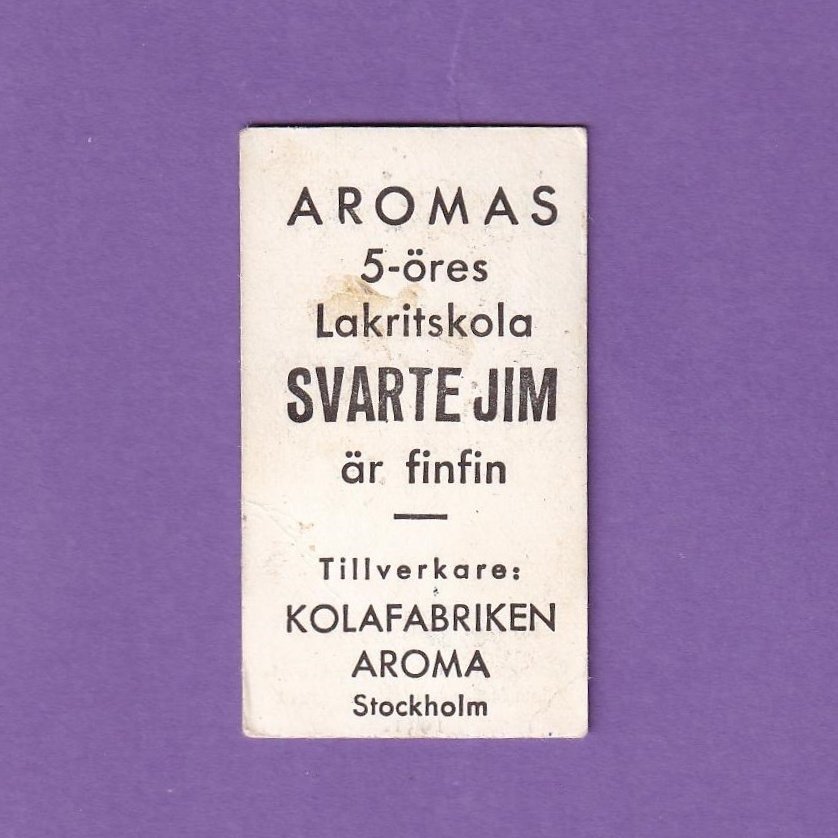 AROMAS
5-öres
Lakritskola
SVARTE JIM
är finfin
Tillverkare:
KOLAFABRIKEN
AROMA
Stockholm